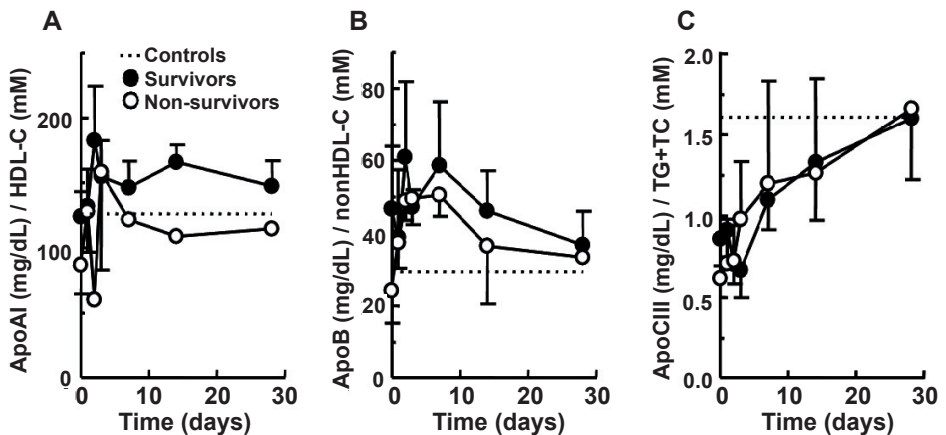 A
B
C
Controls
Survivors
Non-survivors
ApoAI (mg/dL) / HDL-C (mM)
200
100
0
0 10 20 30
Time (days)
ApoB (mg/dL) / nonHDL-C (mM)
80
60
40
20
0
0 10 20 30
Time (days)
ApoCIII (mg/dL) / TG+TC (mM)
2.0
1.5
1.0
0.5
0
0 10 20 30
Time (days)